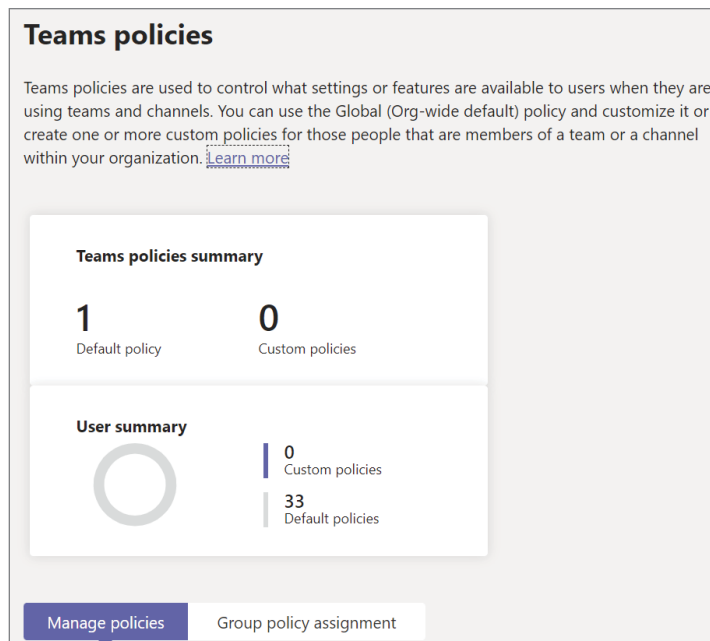 Teams policies
Teams policies are used to control what settings or features are available to users when they are
using teams and channels. You can use the Global (Org-wide default) policy and customize it or
create one or more custom policies for those people that are members of a team or a channel
within your organization. Learn more
Teams policies summary
1
0
Default policy
Custom policies
User summary
0
Custom policies
33
Default policies
Manage policies
Group policy assignment